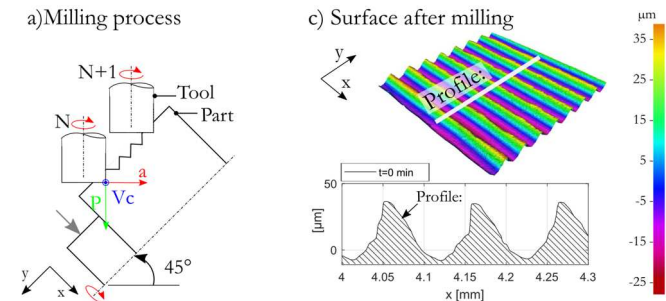 a)Milling process
N+1
Tool
Part
N
a
Vc
p
45°
y
x
c) Surface after milling
y
x
Profile:
t=0 min
Profile:
[µm]
50
0
4
4.05
4.1
4.15
4.2
4.25
4.3
x [mm]
µm
35
25
15
5
-5
-15
-25